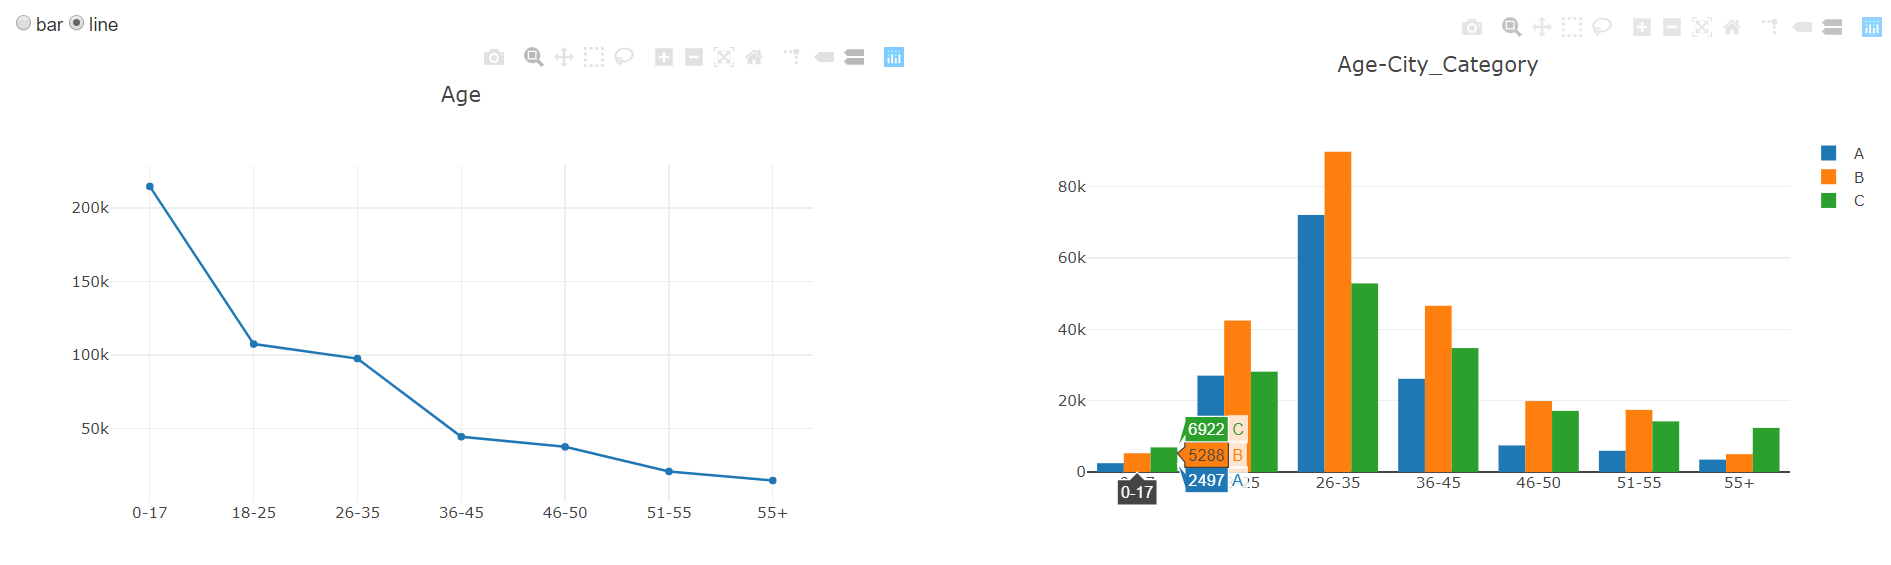 bar line
Age
200k
150k
100k
50k
0-17 18-25 26-35 36-45 46-50 51-55 55+
Age-City_Category
A
B
C
80k
60k
40k
20k
0
6922 C
5288 B
2497 A
0-17
26-35 36-45 46-50 51-55 55+